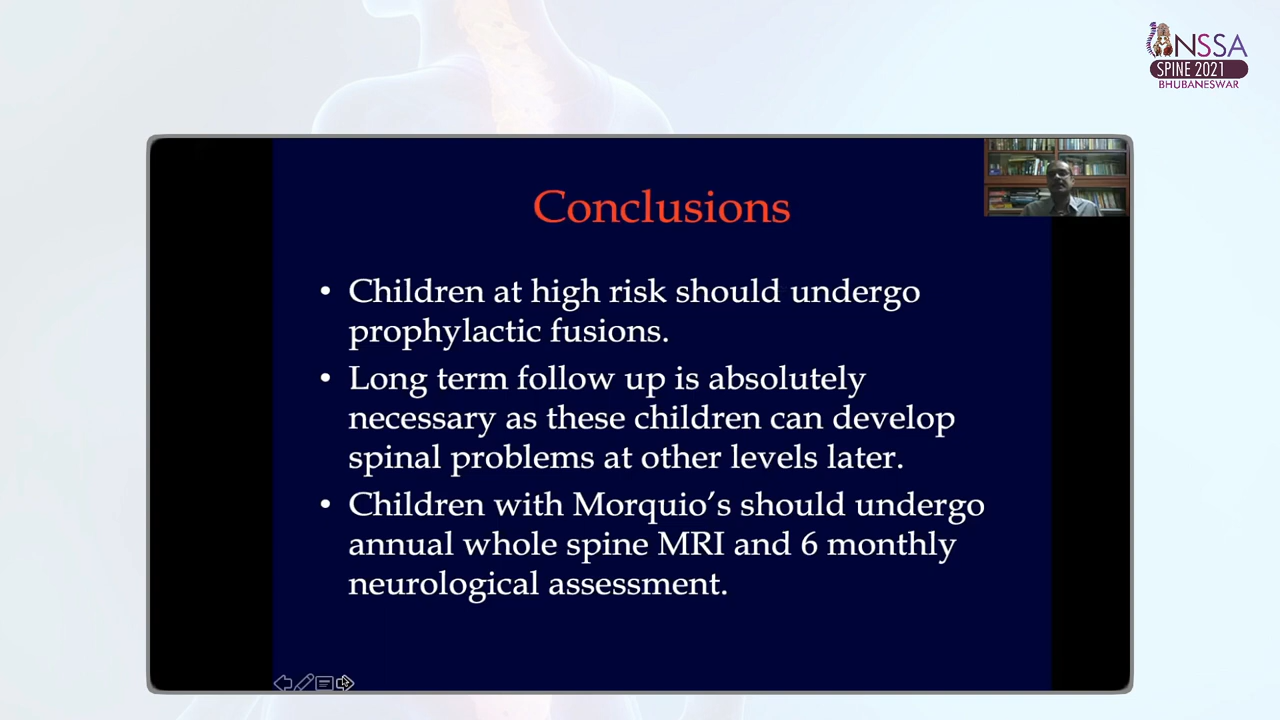 NSSA
SPINE 2021
BHUBANESWAR
Conclusions
• Children at high risk should undergo
prophylactic fusions.
• Long term follow up is absolutely
necessary as these children can develop
spinal problems at other levels later.
• Children with Morquio’s should undergo
annual whole spine MRI and 6 monthly
neurological assessment.